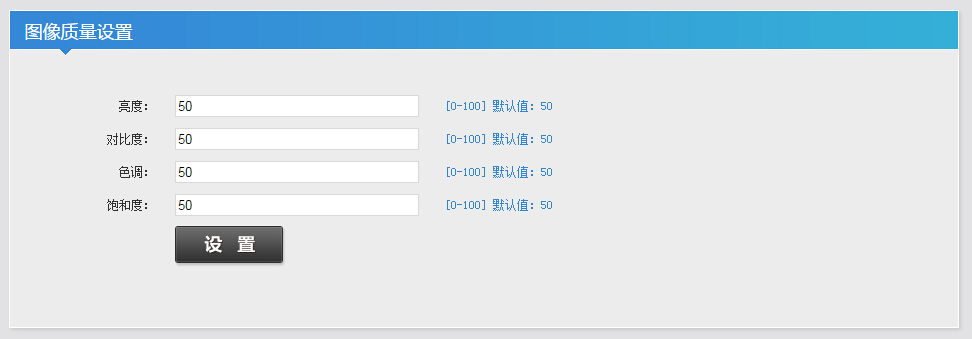 图像质量设置
亮度： 50 [0-100] 默认值：50
对比度： 50 [0-100] 默认值：50
色调： 50 [0-100] 默认值：50
饱和度： 50 [0-100] 默认值：50
设 置